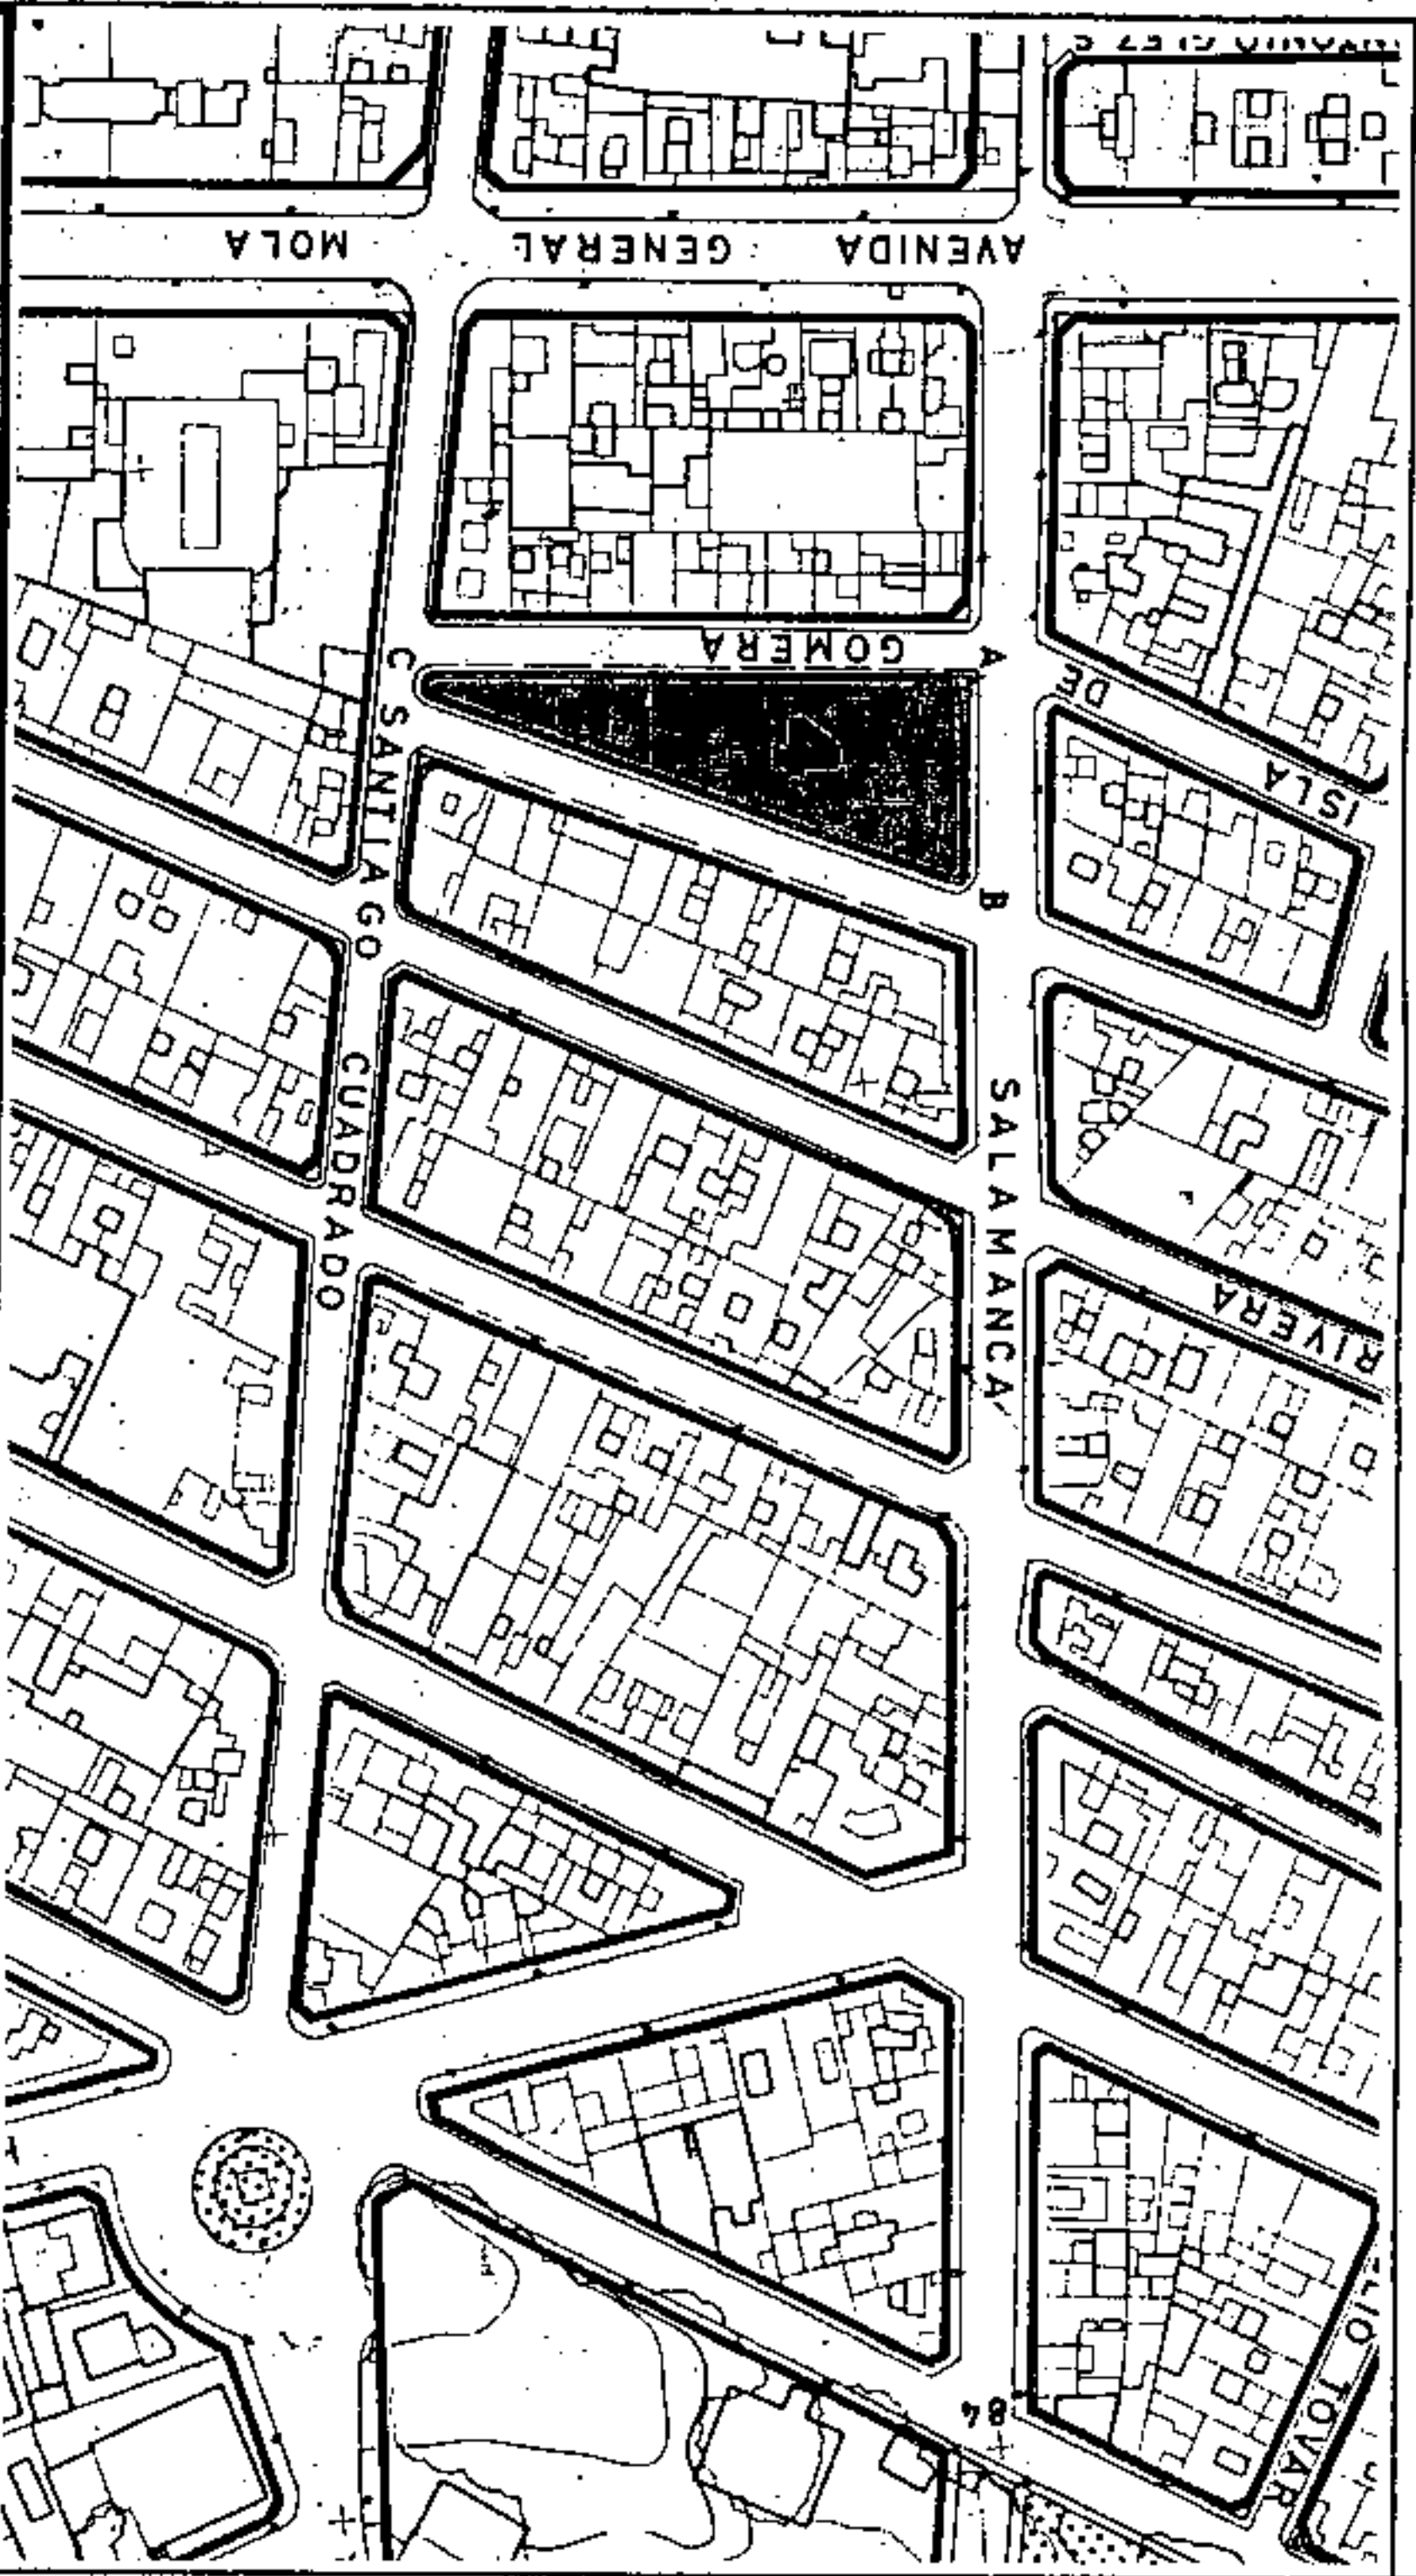 AVENIDA GENERAL MOLA
ISLA DE GOMERA
A
B
C
SANTIAGO CUADRADO
SALAMANCA
RIVERA
TOVAR
84